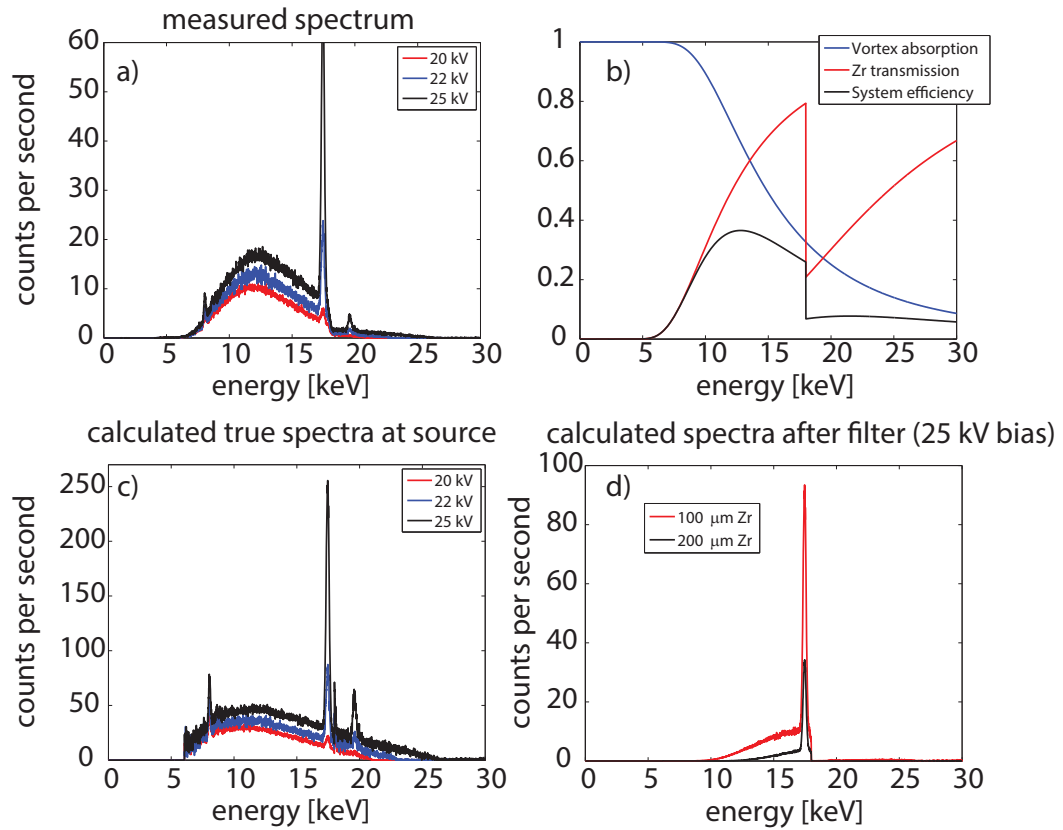 measured spectrum
a)
20 kV
22 kV
25 kV
counts per second
60
50
40
30
20
10
0
0 5 10 15 20 25 30
energy [keV]
b)
Vortex absorption
Zr transmission
System efficiency
1
0.8
0.6
0.4
0.2
0
0 5 10 15 20 25 30
energy [keV]
calculated true spectra at source
c)
20 kV
22 kV
25 kV
counts per second
250
200
150
100
50
0
0 5 10 15 20 25 30
energy [keV]
calculated spectra after filter (25 kV bias)
d)
100 μm Zr
200 μm Zr
counts per second
100
80
60
40
20
0
0 5 10 15 20 25 30
energy [keV]